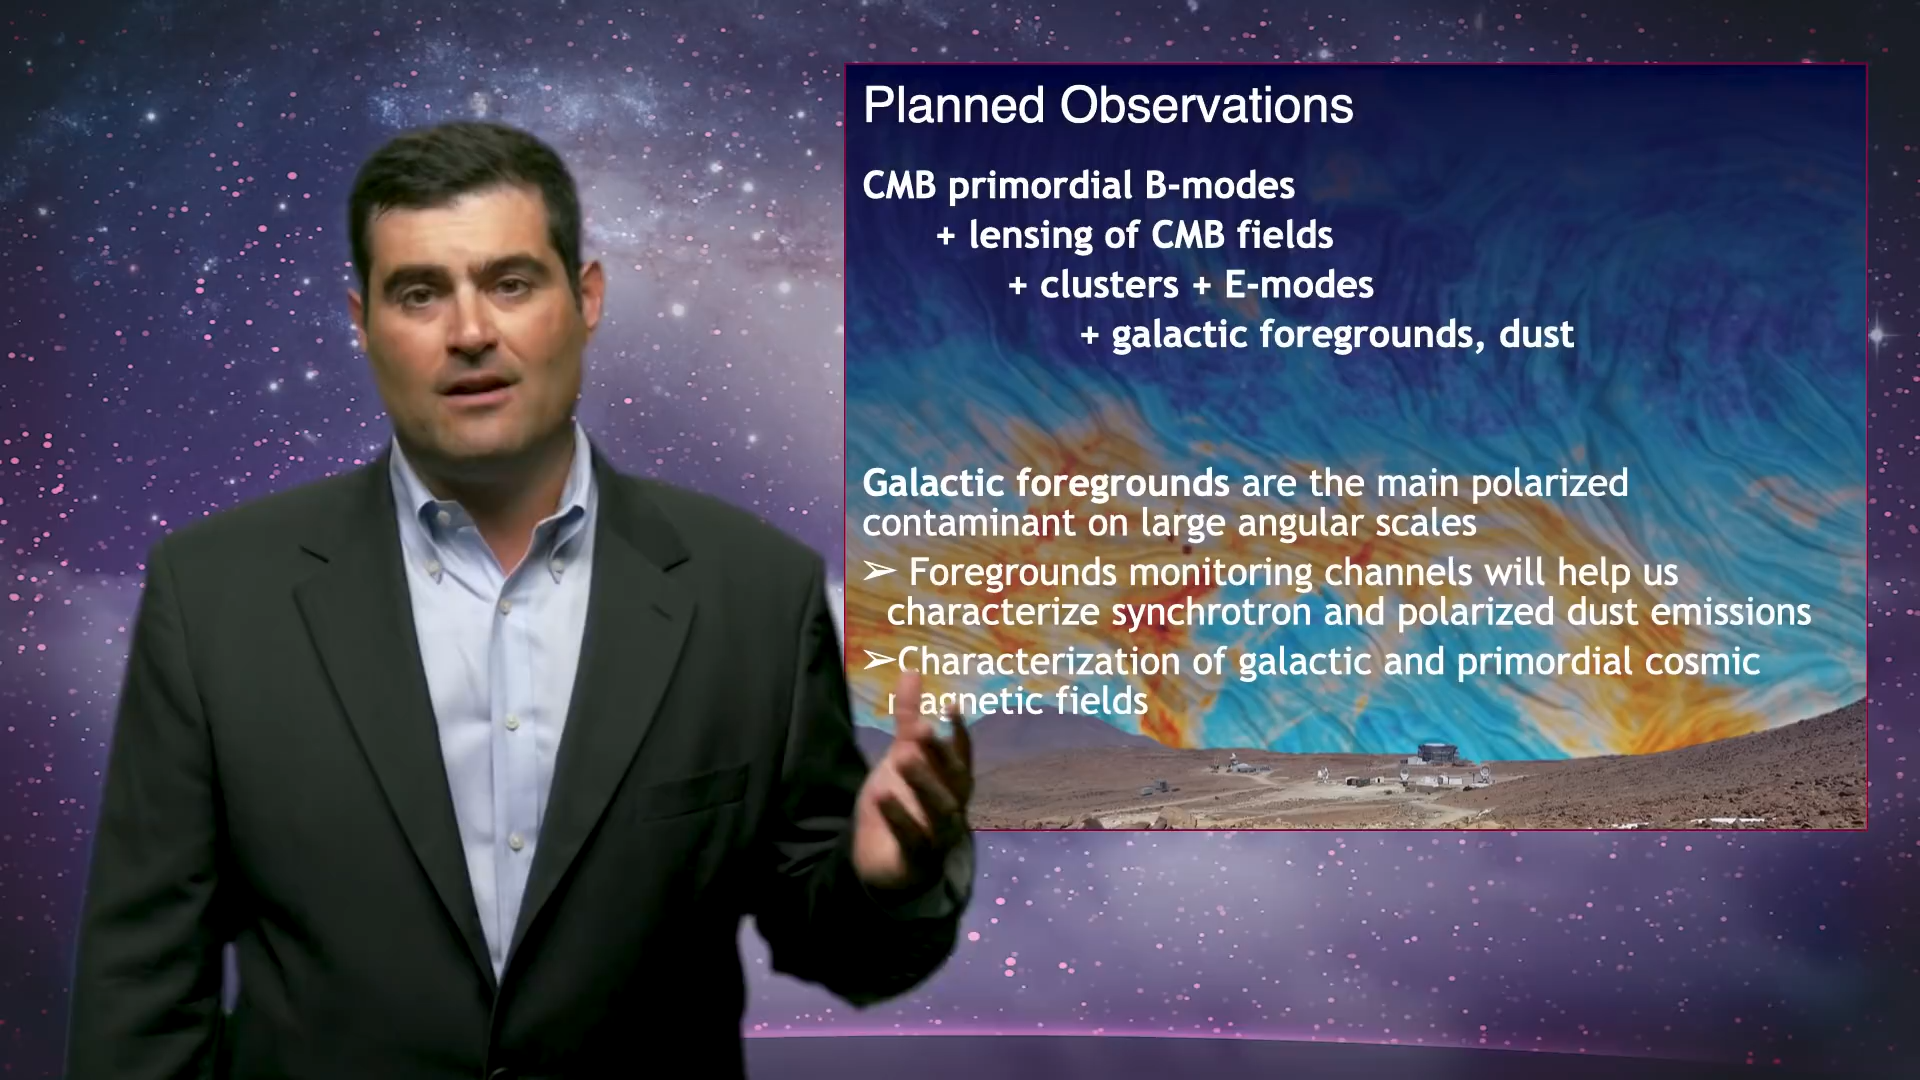 Planned Observations
CMB primordial B-modes
+ lensing of CMB fields
+ clusters + E-modes
+ galactic foregrounds, dust
Galactic foregrounds are the main polarized
contaminant on large angular scales
➢ Foregrounds monitoring channels will help us
characterize synchrotron and polarized dust emissions
➢Characterization of galactic and primordial cosmic
magnetic fields